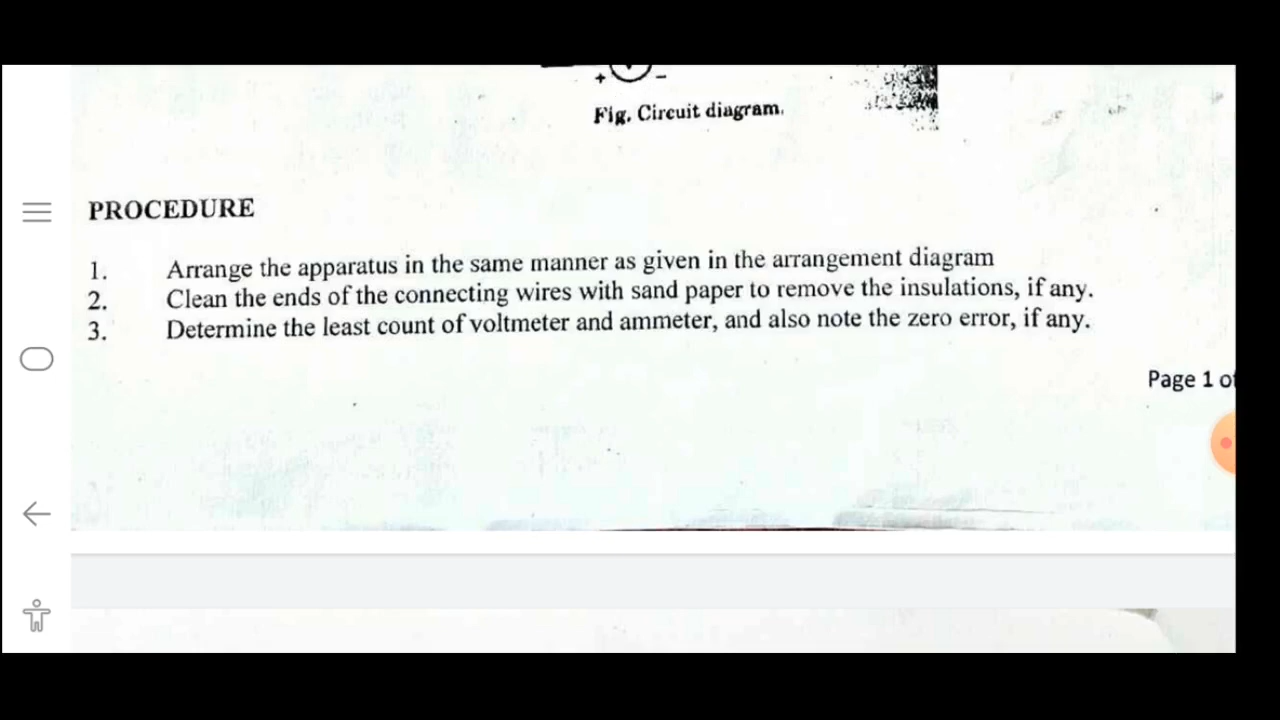 + −
Fig. Circuit diagram.
PROCEDURE
1. Arrange the apparatus in the same manner as given in the arrangement diagram
2. Clean the ends of the connecting wires with sand paper to remove the insulations, if any.
3. Determine the least count of voltmeter and ammeter, and also note the zero error, if any.
Page 1 of